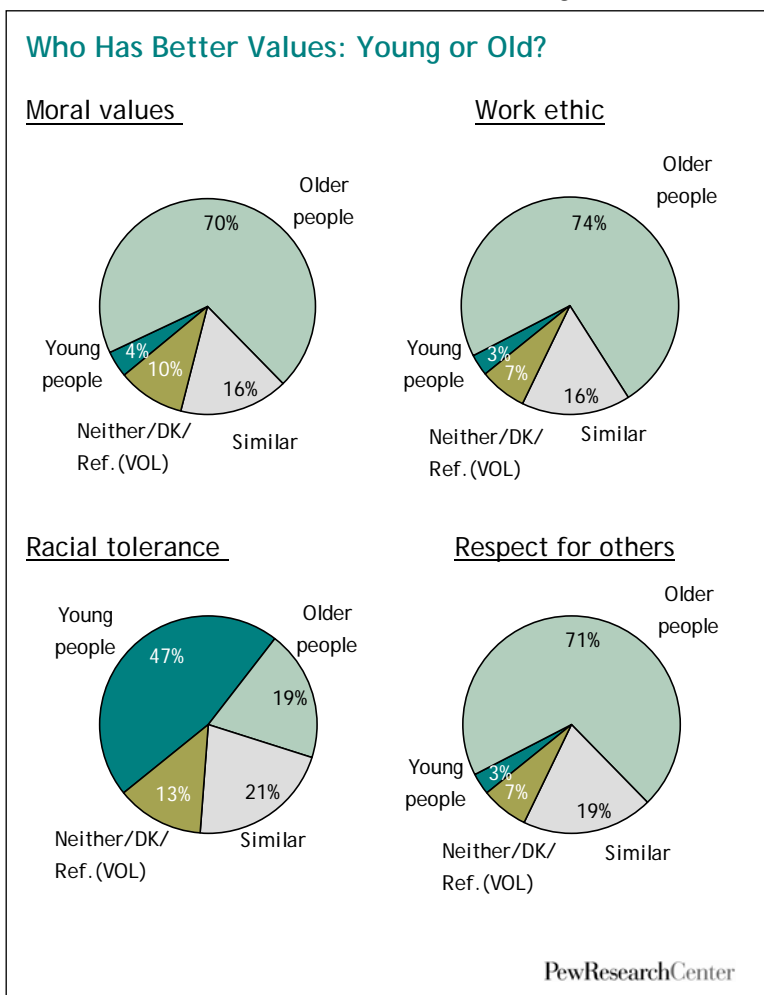 Who Has Better Values: Young or Old?
Moral values
Older
people
70%
Young
people
4%
10%
16%
Neither/DK/
Ref.(VOL)
Similar
Work ethic
Older
people
74%
Young
people
3%
7%
16%
Neither/DK/
Ref.(VOL)
Similar
Racial tolerance
Young
people
Older
people
47%
19%
13%
21%
Neither/DK/
Ref.(VOL)
Similar
Respect for others
Older
people
71%
Young
people
3%
7%
19%
Neither/DK/
Ref.(VOL)
Similar
PewResearchCenter